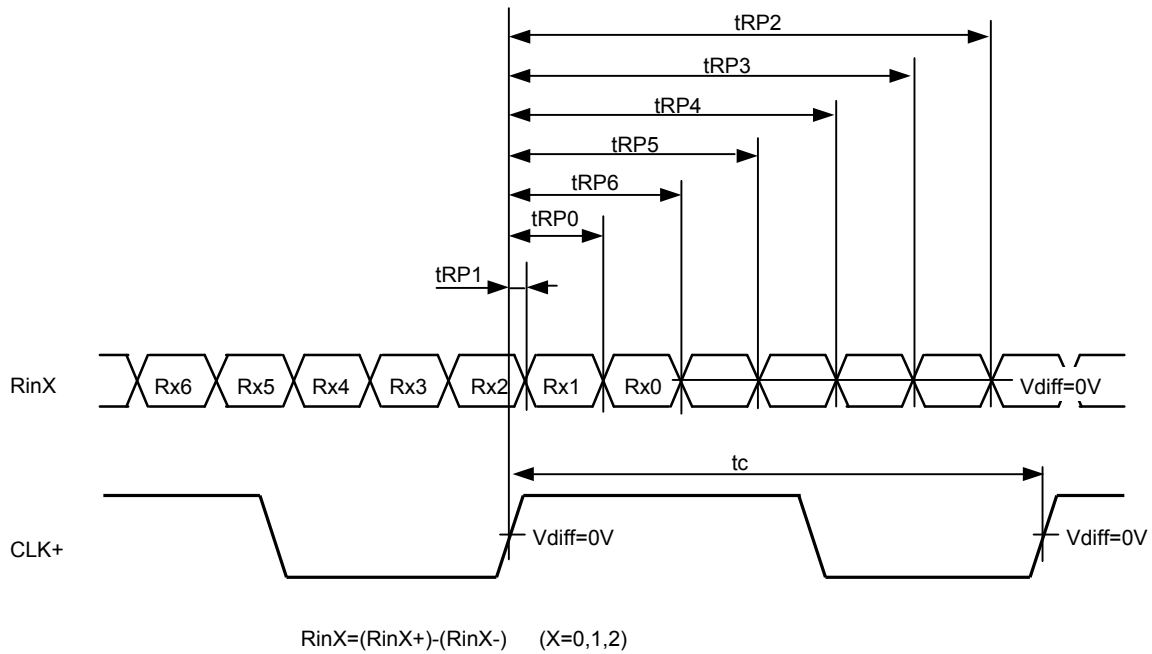 tRP2
tRP3
tRP4
tRP5
tRP6
tRP0
tRP1
RinX
Rx6 Rx5 Rx4 Rx3 Rx2 Rx1 Rx0
Vdiff=0V
tc
CLK+
Vdiff=0V
Vdiff=0V
RinX=(RinX+)-(RinX-) (X=0,1,2)